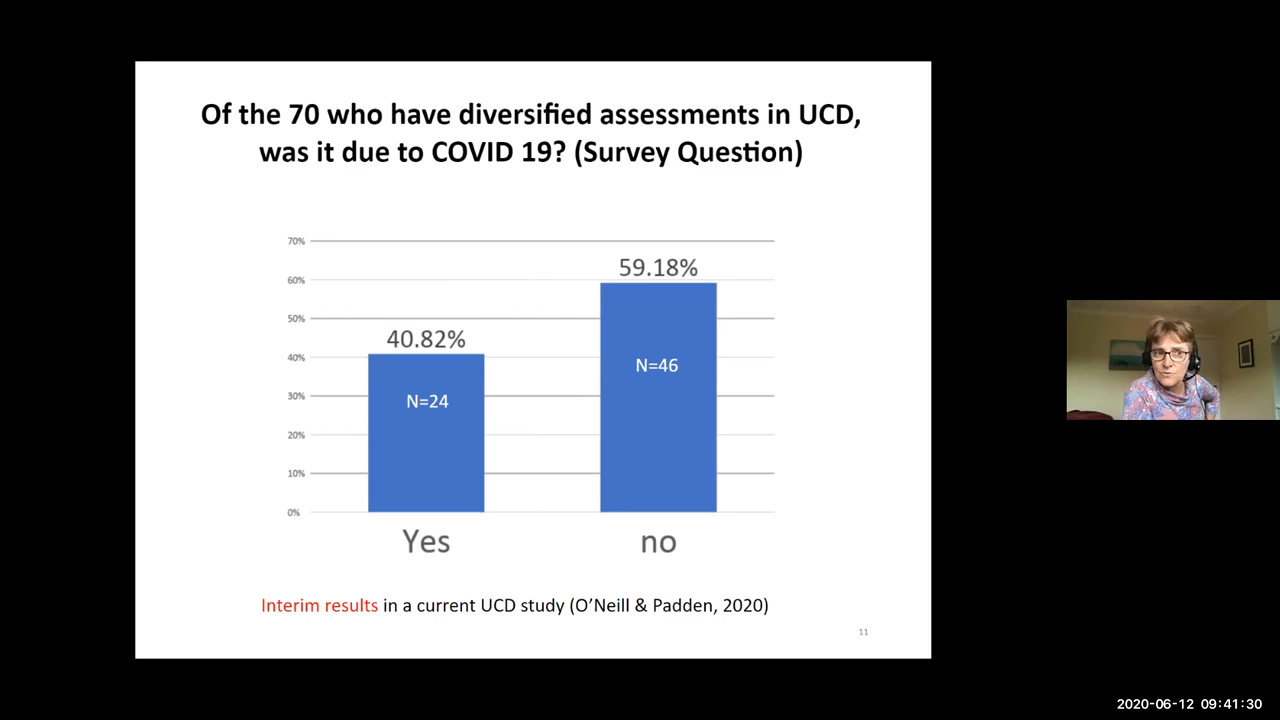 Of the 70 who have diversified assessments in UCD,
was it due to COVID 19? (Survey Question)
70%
60%
50%
40%
30%
20%
10%
0%
40.82%
N=24
59.18%
N=46
Yes
no
Interim results in a current UCD study (O’Neill & Padden, 2020)
11
2020-06-12 09:41:30